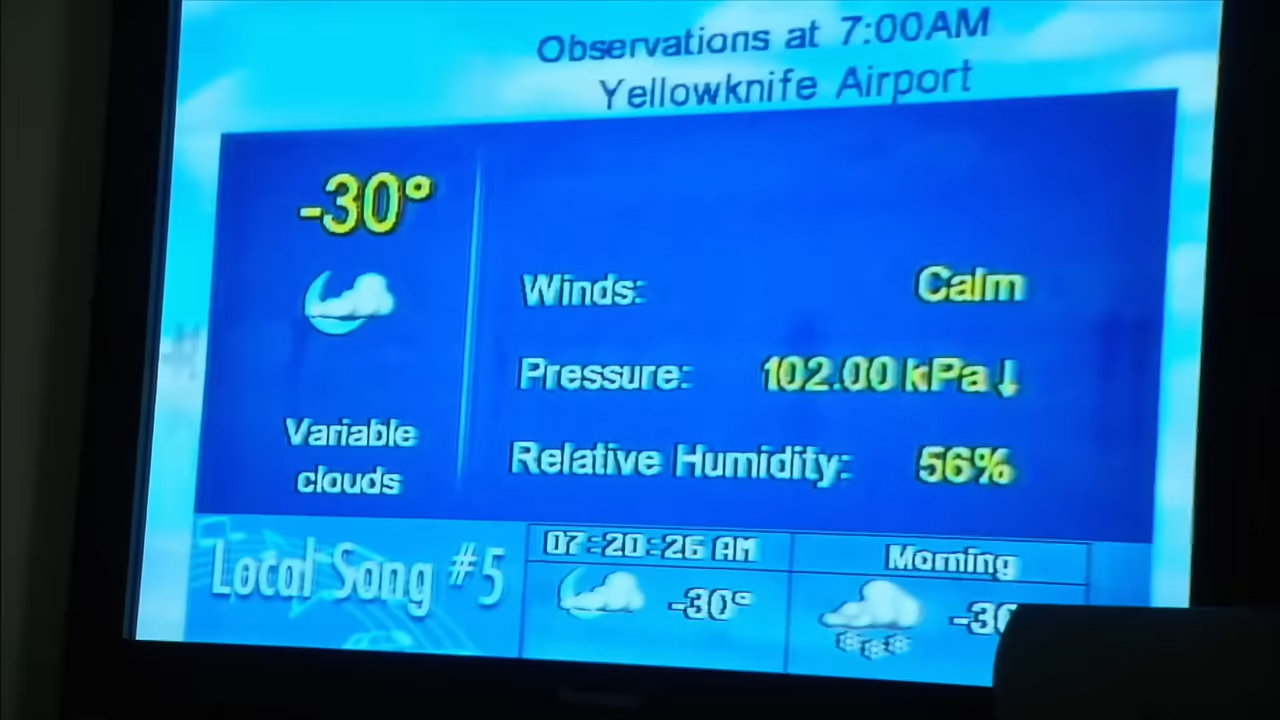 Observations at 7:00AM
Yellowknife Airport
-30°
Winds: Calm
Pressure: 102.00 kPa ↓
Variable
clouds
Relative Humidity: 56%
Local Song #5
07:20:26 AM
Morning
-30°